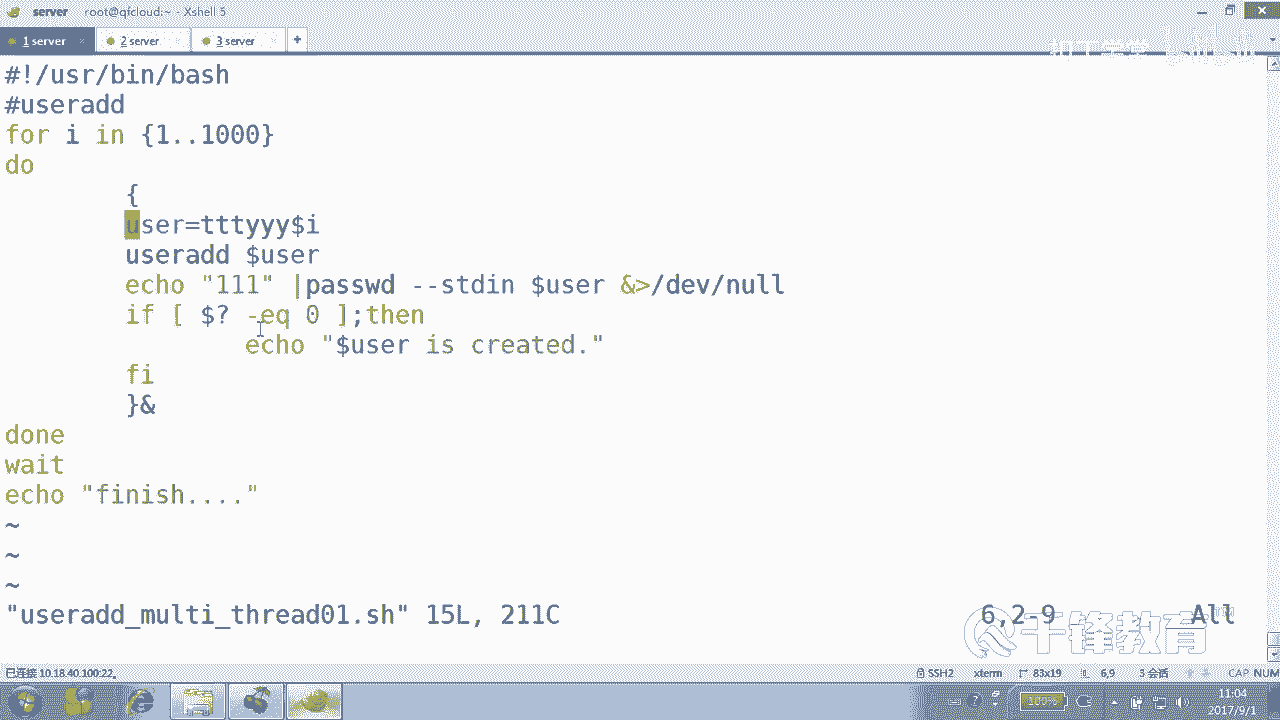 server root@qfcloud:~ - Xshell 5
1 server 2 server 3 server +
#!/usr/bin/bash
#useradd
for i in {1..1000}
do
{
user=tttyyy$i
useradd $user
echo "111" |passwd --stdin $user &>/dev/null
if [ $? -eq 0 ];then
echo "$user is created."
fi
}&
done
wait
echo "finish...."
~
~
~
"useradd_multi_thread01.sh" 15L, 211C 6,2-9 All
千锋教育
已连接 10.18.40.100:22。 SSH2 xterm 83x19 6,9 3 会话 CAP NUM
100% 11:04
2017/9/1